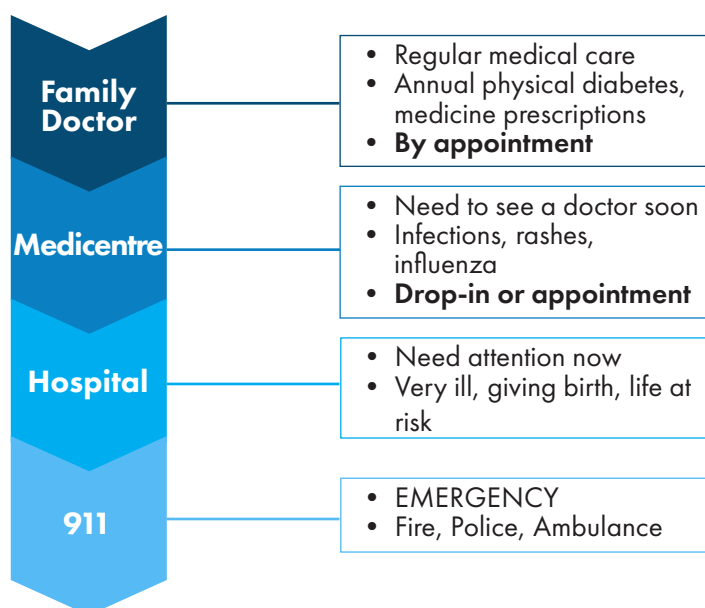 Family
Doctor
• Regular medical care
• Annual physical diabetes,
medicine prescriptions
• By appointment
Medicentre
• Need to see a doctor soon
• Infections, rashes,
influenza
• Drop-in or appointment
Hospital
• Need attention now
• Very ill, giving birth, life at
risk
911
• EMERGENCY
• Fire, Police, Ambulance